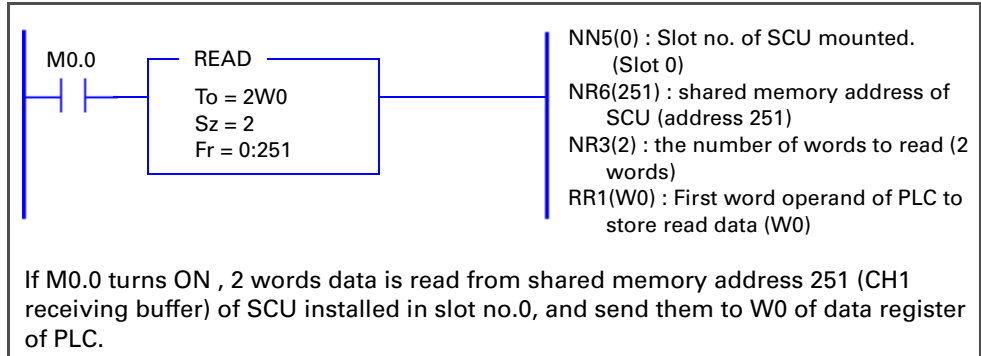 M0.0
READ
To = 2W0
Sz = 2
Fr = 0:251
NN5(0) : Slot no. of SCU mounted.
(Slot 0)
NR6(251) : shared memory address of
SCU (address 251)
NR3(2) : the number of words to read (2
words)
RR1(W0) : First word operand of PLC to
store read data (W0)
If M0.0 turns ON , 2 words data is read from shared memory address 251 (CH1
receiving buffer) of SCU installed in slot no.0, and send them to W0 of data register
of PLC.